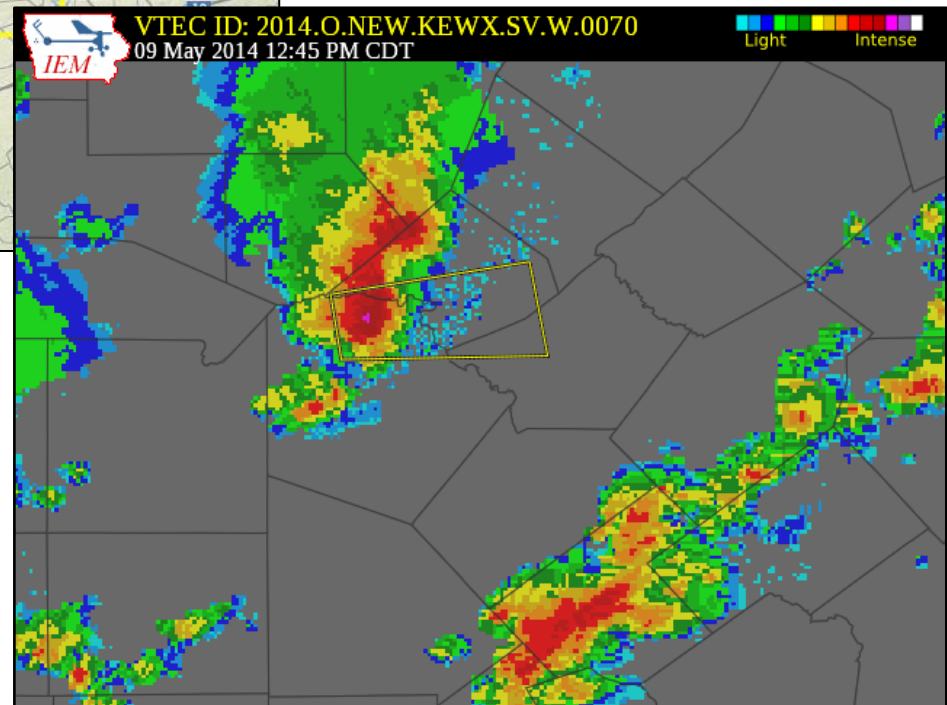 IEM
VTEC ID: 2014.O.NEW.KEWX.SV.W.0070
09 May 2014 12:45 PM CDT
Light
Intense